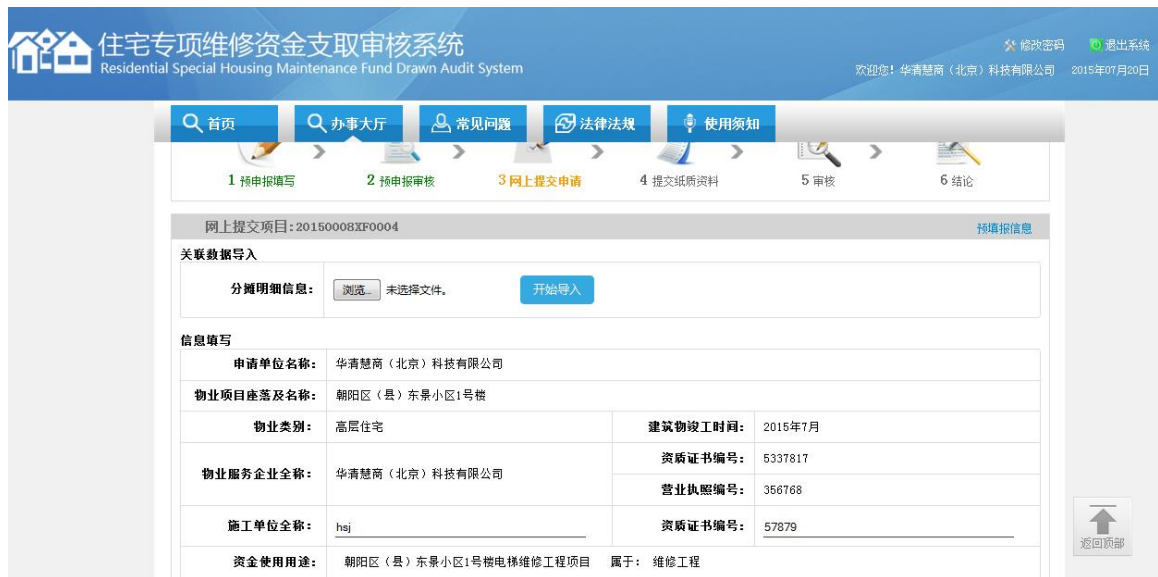 住宅专项维修资金支取审核系统
Residential Special Housing Maintenance Fund Drawn Audit System
修改密码 退出系统
欢迎您！华清慧商（北京）科技有限公司 2015年07月20日
首页 办事大厅 常见问题 法律法规 使用须知
1 预申报填写 2 预申报审核 3 网上提交申请 4 提交纸质资料 5 审核 6 结论
网上提交项目:20150008XF0004 预填报信息
关联数据导入
分摊明细信息： 浏览… 未选择文件。 开始导入
信息填写
申请单位名称： 华清慧商（北京）科技有限公司
物业项目座落及名称： 朝阳区（县）东景小区1号楼
物业类别： 高层住宅 建筑物竣工时间： 2015年7月
物业服务企业全称： 华清慧商（北京）科技有限公司 资质证书编号： 5337817
营业执照编号： 356768
施工单位全称： hsj 资质证书编号： 57879
资金使用用途： 朝阳区（县）东景小区1号楼电梯维修工程项目 属于： 维修工程
返回顶部